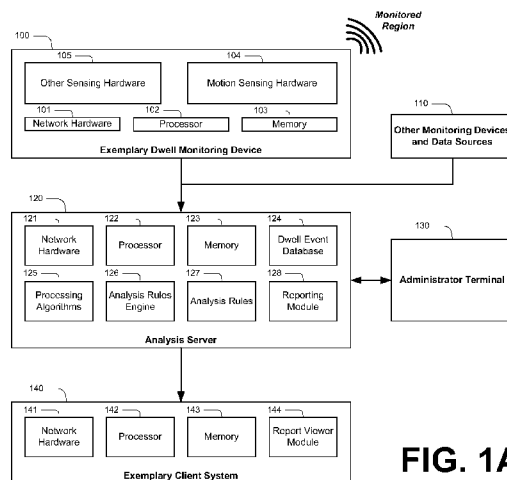 Monitored
Region
100
105
104
Other Sensing Hardware
Motion Sensing Hardware
101
102
103
Network Hardware
Processor
Memory
Exemplary Dwell Monitoring Device
110
Other Monitoring Devices
and Data Sources
120
121
122
123
124
Network
Hardware
Processor
Memory
Dwell Event
Database
125
126
127
128
Processing
Algorithms
Analysis Rules
Engine
Analysis Rules
Reporting
Module
Analysis Server
130
Administrator Terminal
140
141
142
143
144
Network
Hardware
Processor
Memory
Report Viewer
Module
Exemplary Client System
FIG. 1A